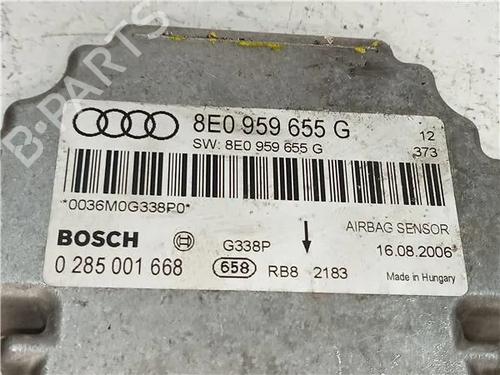 B-PARTS
8E0 959 655 G
12
SW: 8E0 959 655 G
373
*0036M0G338P0*
AIRBAG SENSOR
BOSCH
G338P
16.08.2006
0 285 001 668
658
RB8 2183
Made in Hungary